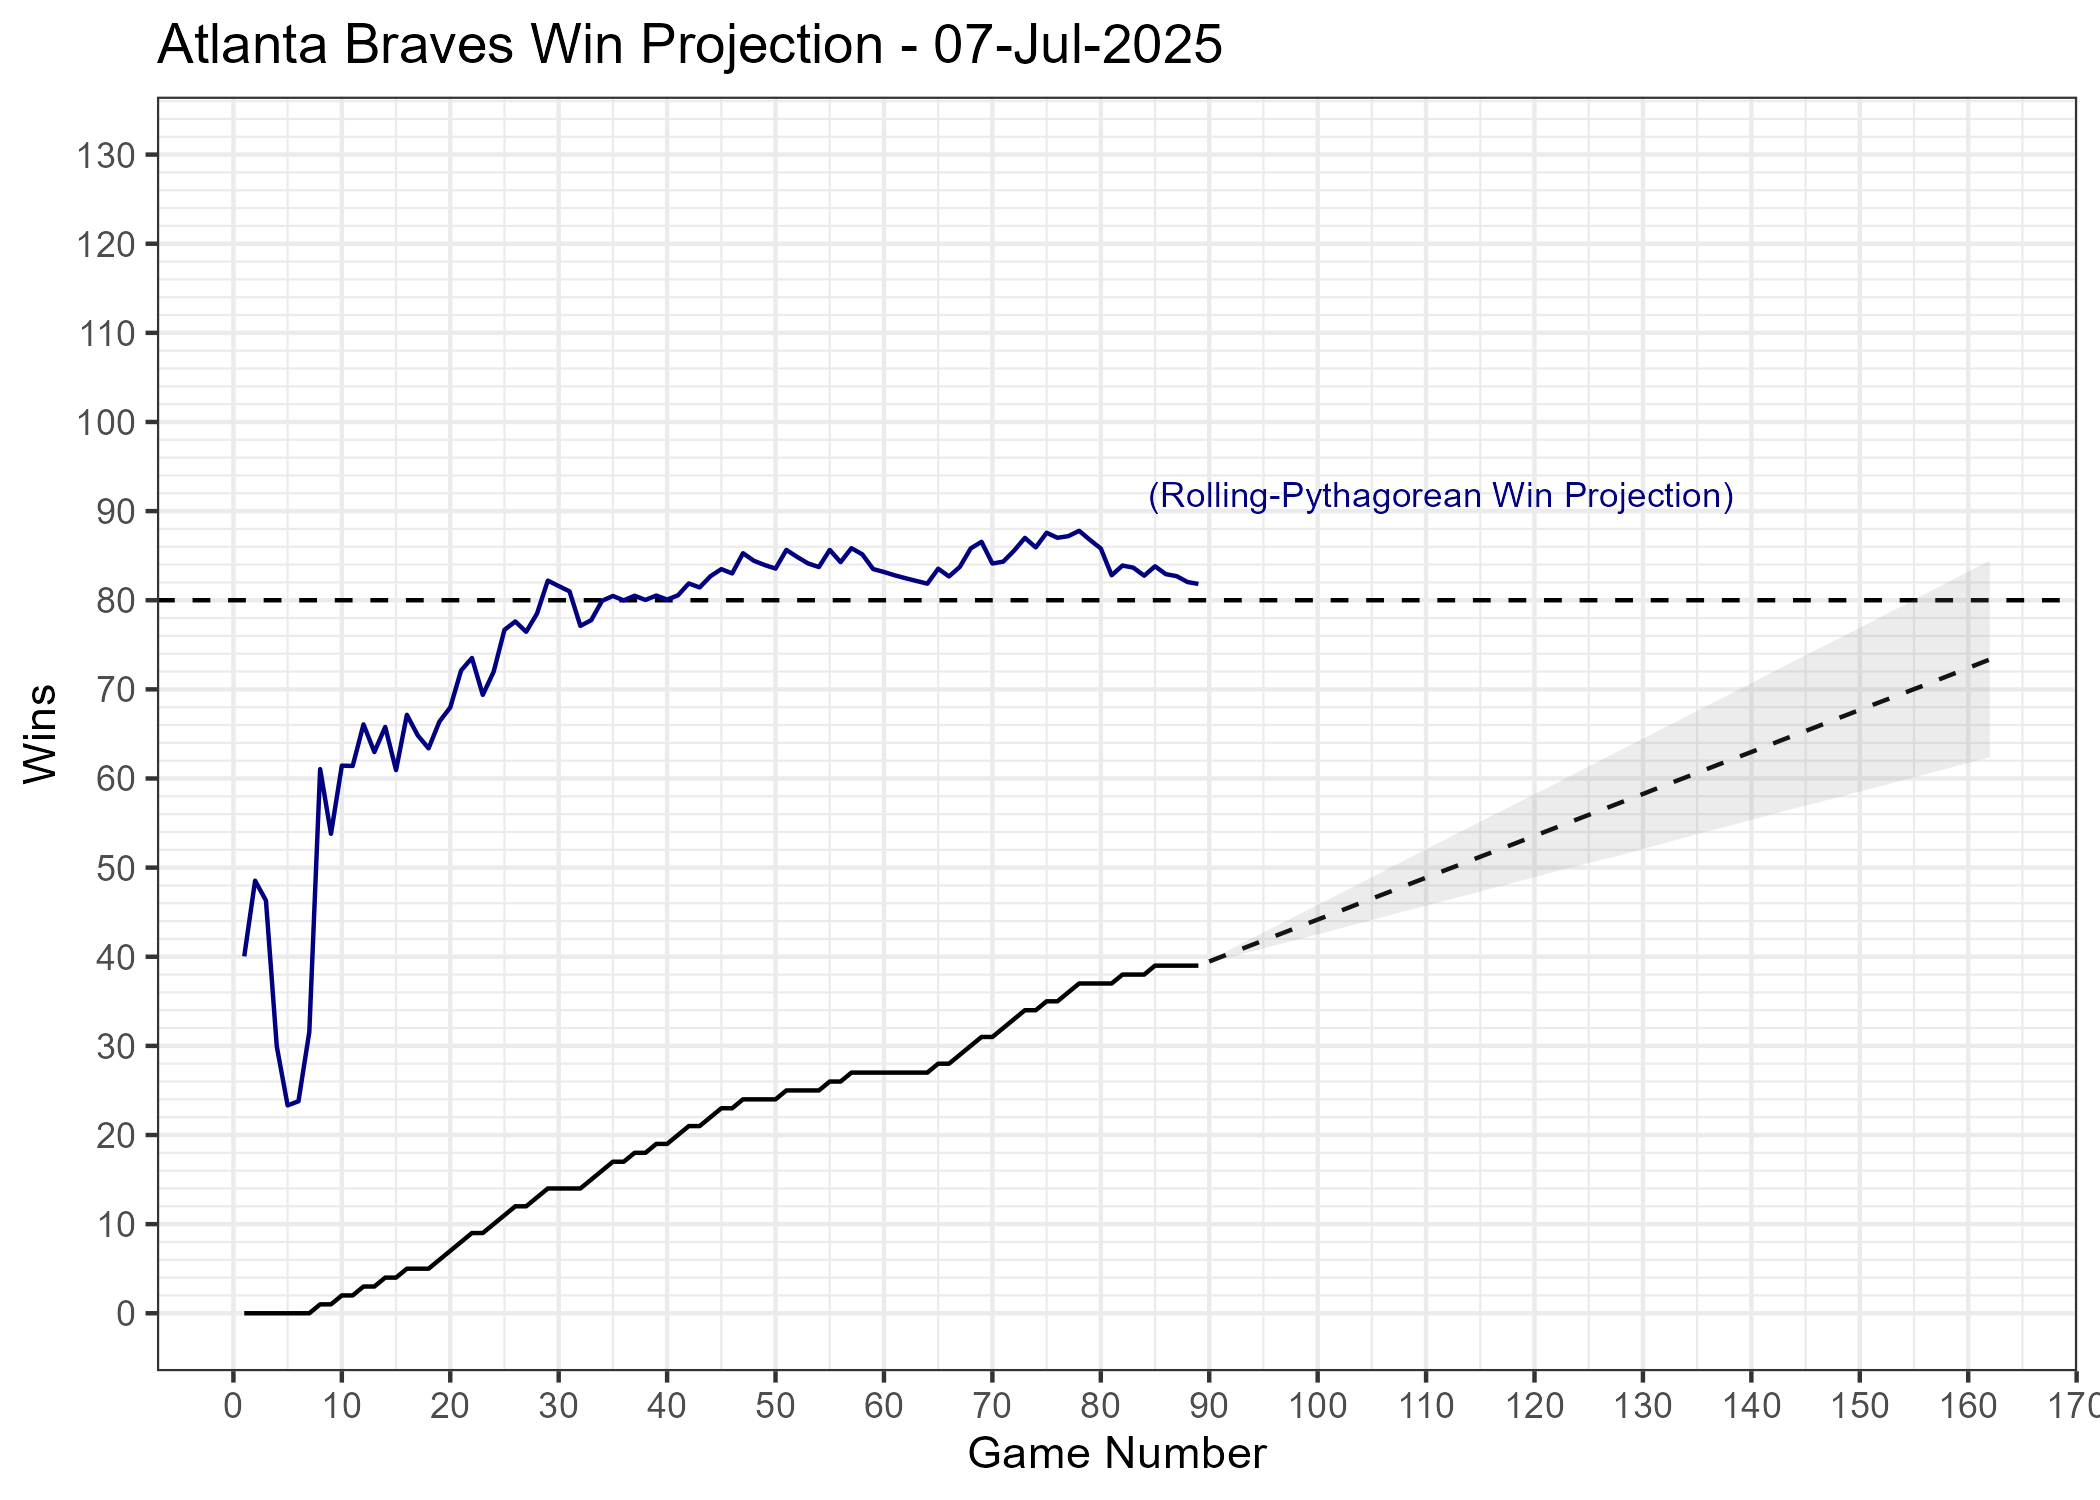 Atlanta Braves Win Projection - 07-Jul-2025
130
120
110
100
90
80
70
60
50
40
30
20
10
0
Wins
(Rolling-Pythagorean Win Projection)
0 10 20 30 40 50 60 70 80 90 100 110 120 130 140 150 160 170
Game Number